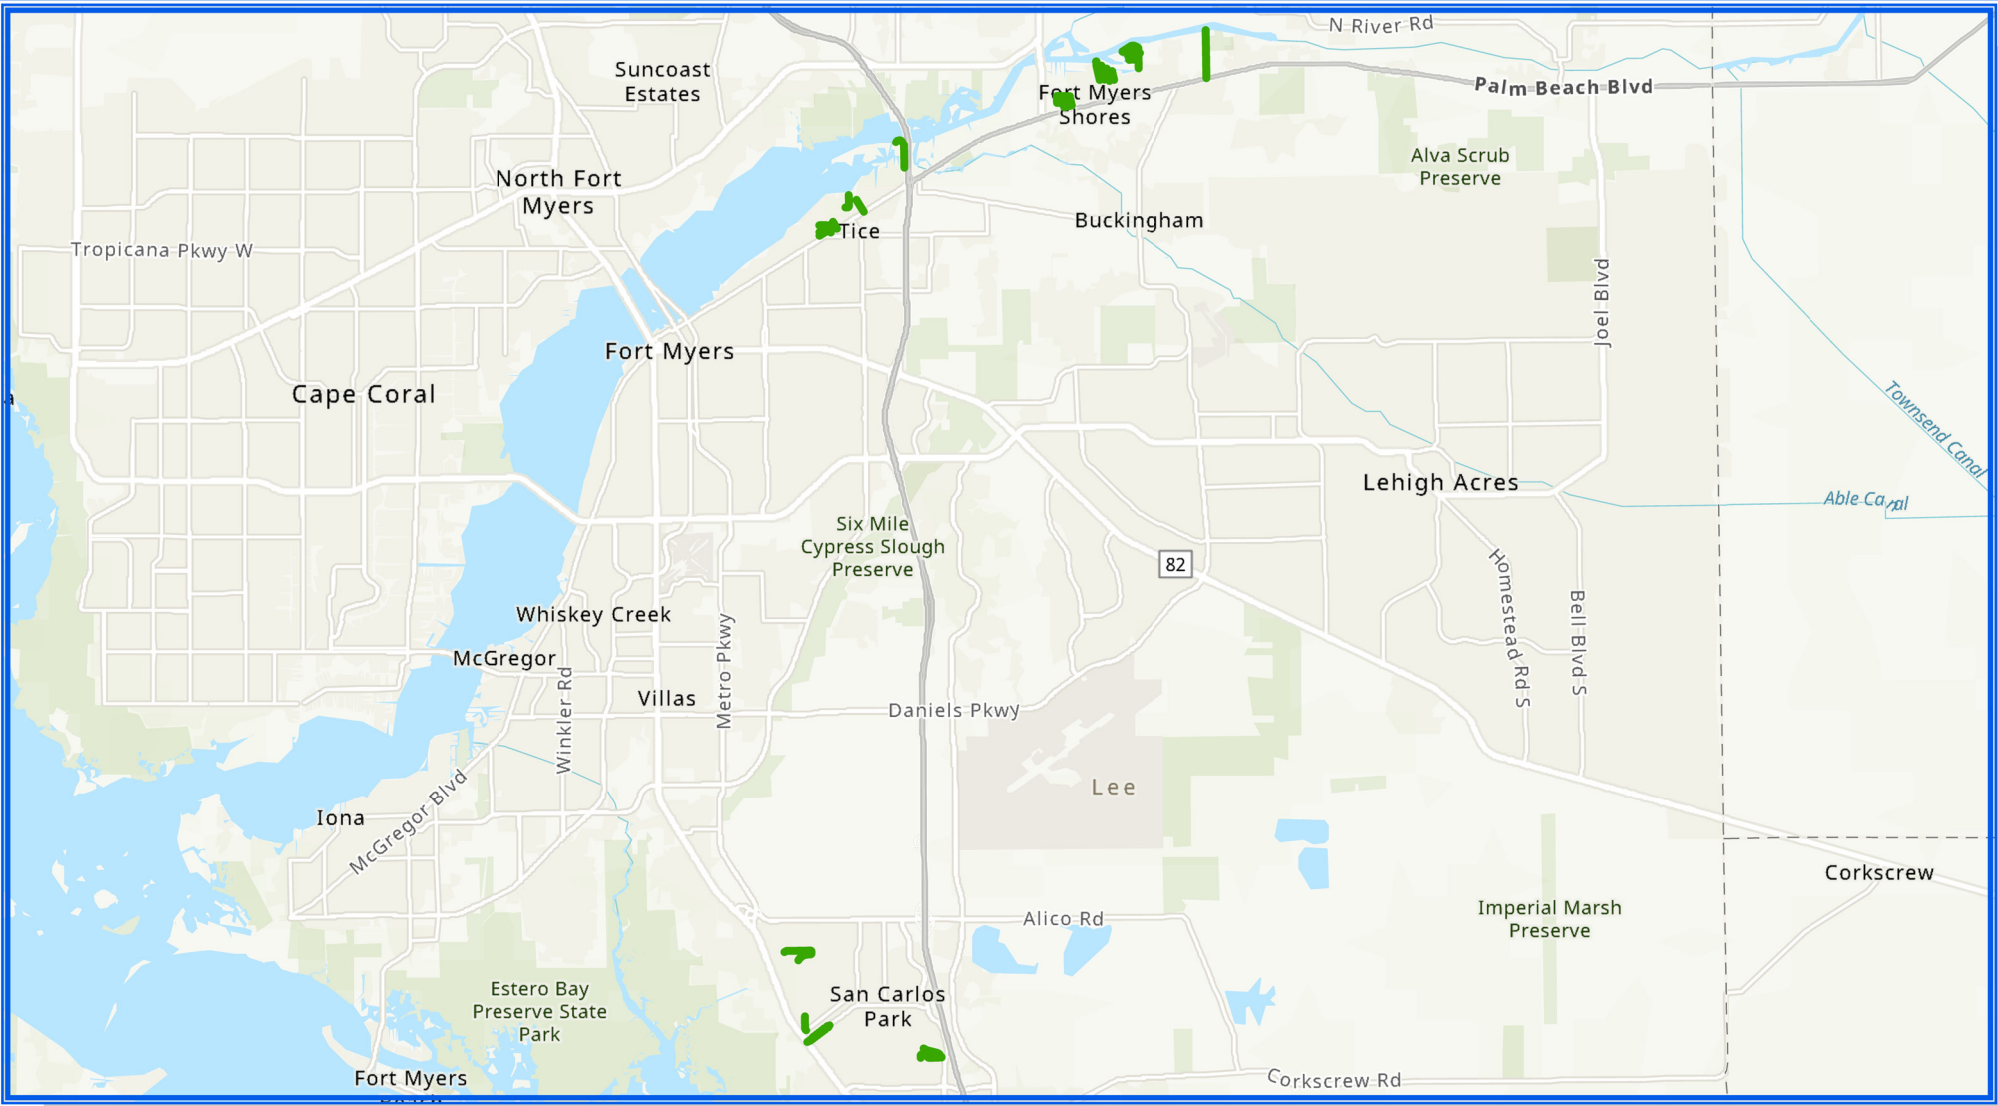 N River Rd
Suncoast
Estates
Palm Beach Blvd
Fort Myers
Shores
Alva Scrub
Preserve
North Fort
Myers
Buckingham
Tropicana Pkwy W
Tice
Joel Blvd
Fort Myers
Cape Coral
a
Townsend Canal
Lehigh Acres
Able Canal
Six Mile
Cypress Slough
Preserve
82
Homestead Rd S
Bell Blvd S
Whiskey Creek
McGregor
Metro Pkwy
Winkler Rd
Villas
Daniels Pkwy
Lee
McGregor Blvd
Iona
Corkscrew
Imperial Marsh
Preserve
Alico Rd
Estero Bay
Preserve State
Park
San Carlos
Park
Fort Myers
Corkscrew Rd